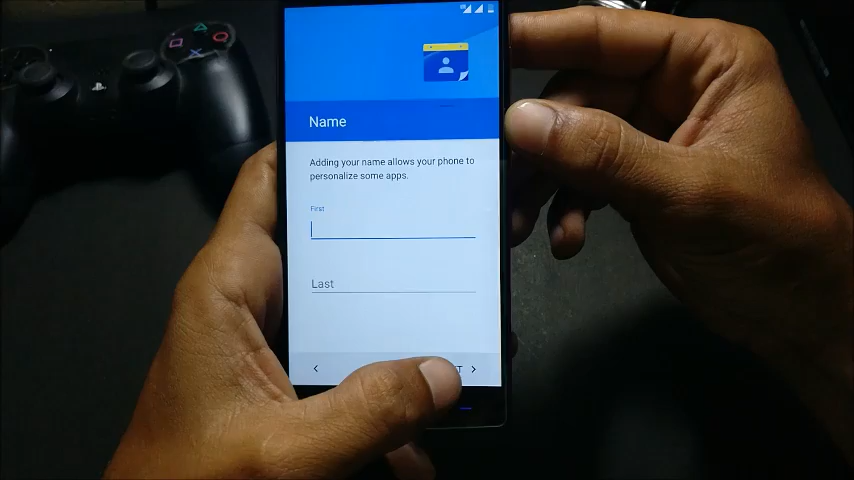 Name
Adding your name allows your phone to
personalize some apps.
First
Last